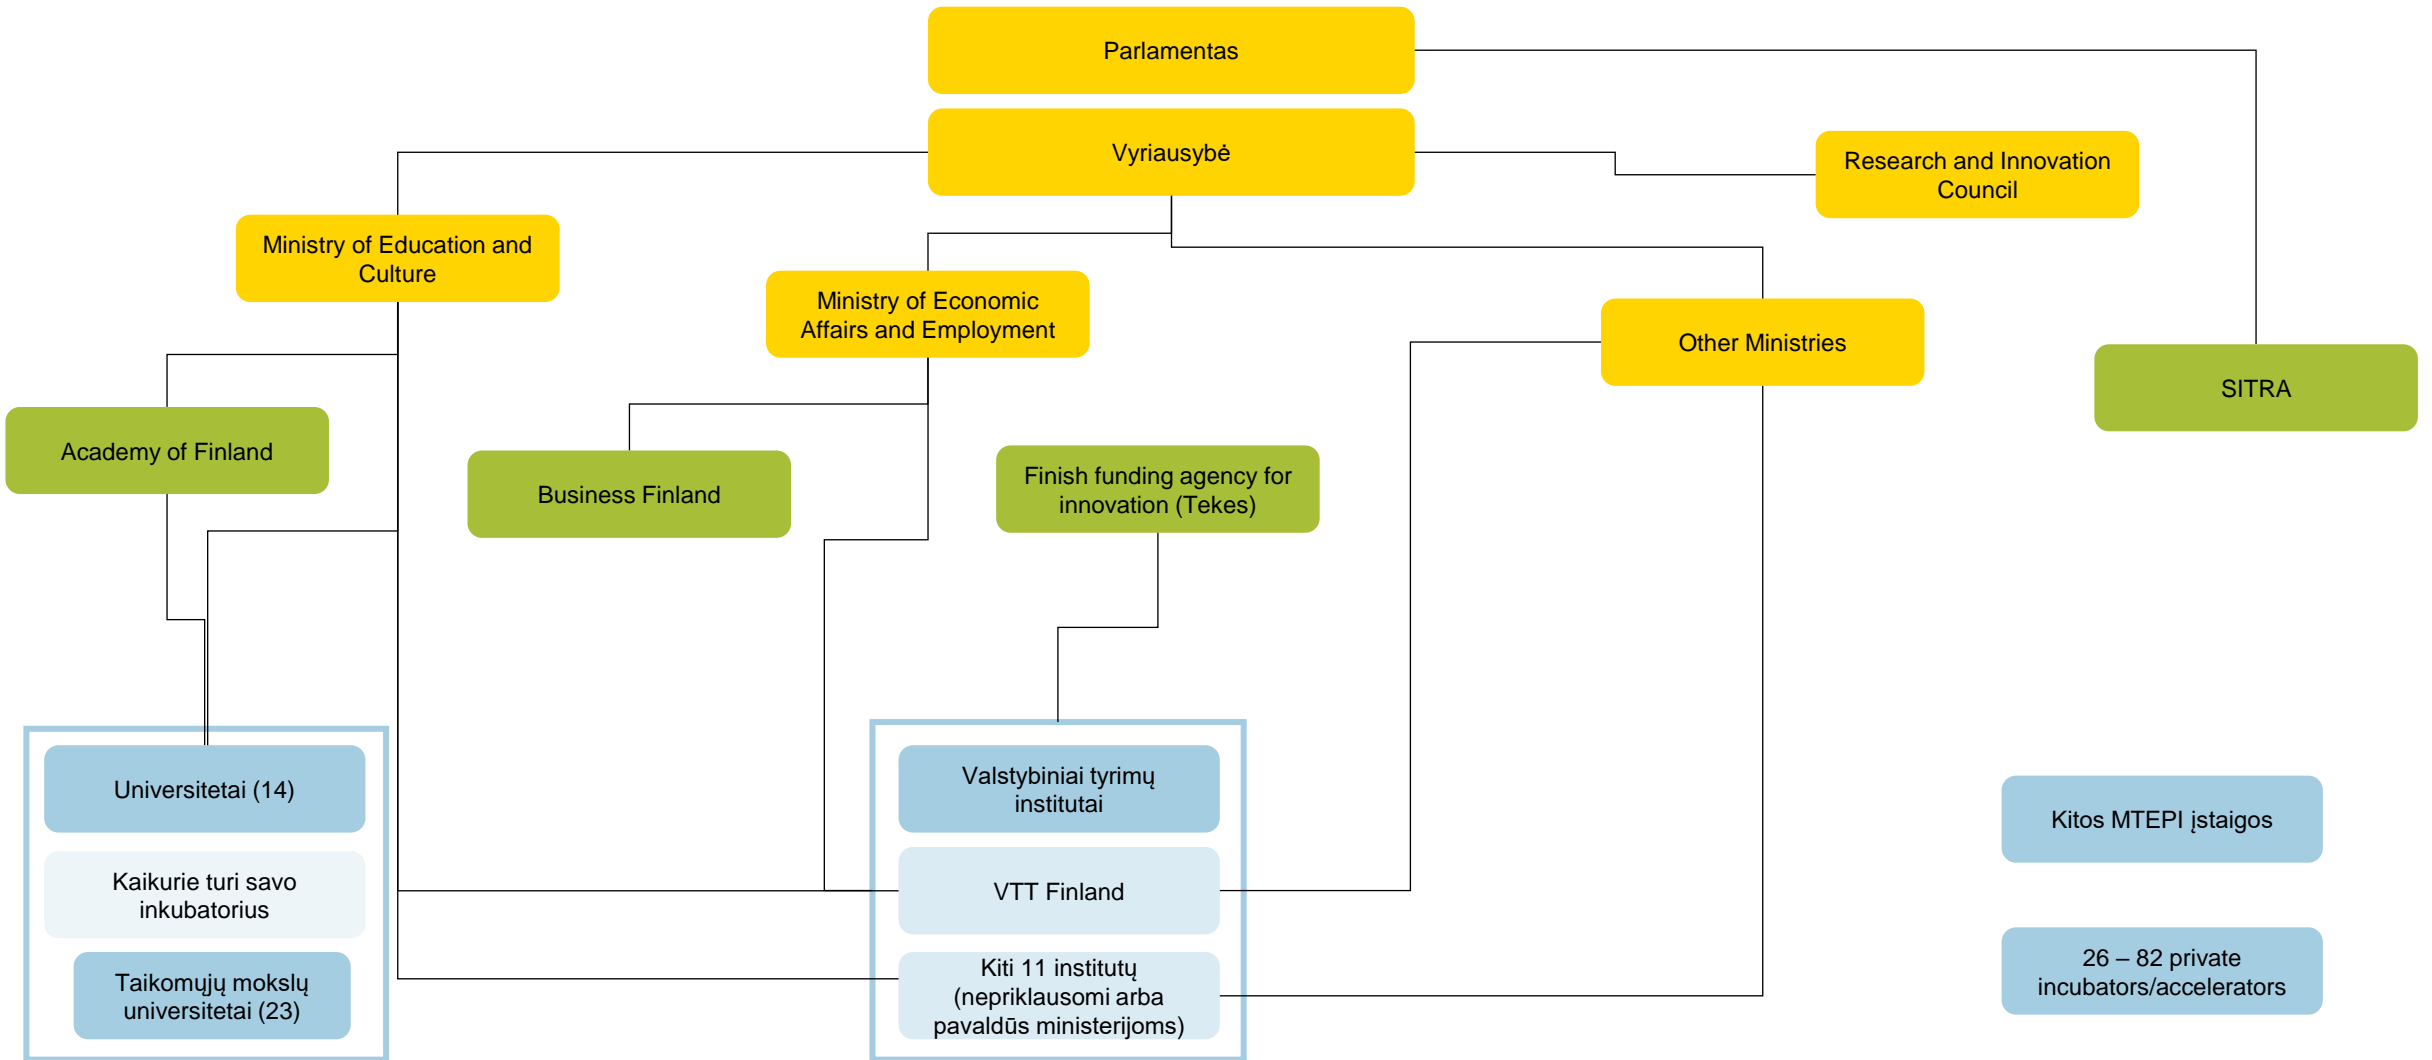 Parlamentas
Vyriausybė
Research and Innovation
Council
Ministry of Education and
Culture
Ministry of Economic
Affairs and Employment
Other Ministries
SITRA
Academy of Finland
Business Finland
Finish funding agency for
innovation (Tekes)
Universitetai (14)
Kaikurie turi savo
inkubatorius
Taikomųjų mokslų
universitetai (23)
Valstybiniai tyrimų
institutai
VTT Finland
Kiti 11 institutų
(nepriklausomi arba
pavaldūs ministerijoms)
Kitos MTEPI įstaigos
26 – 82 private
incubators/accelerators